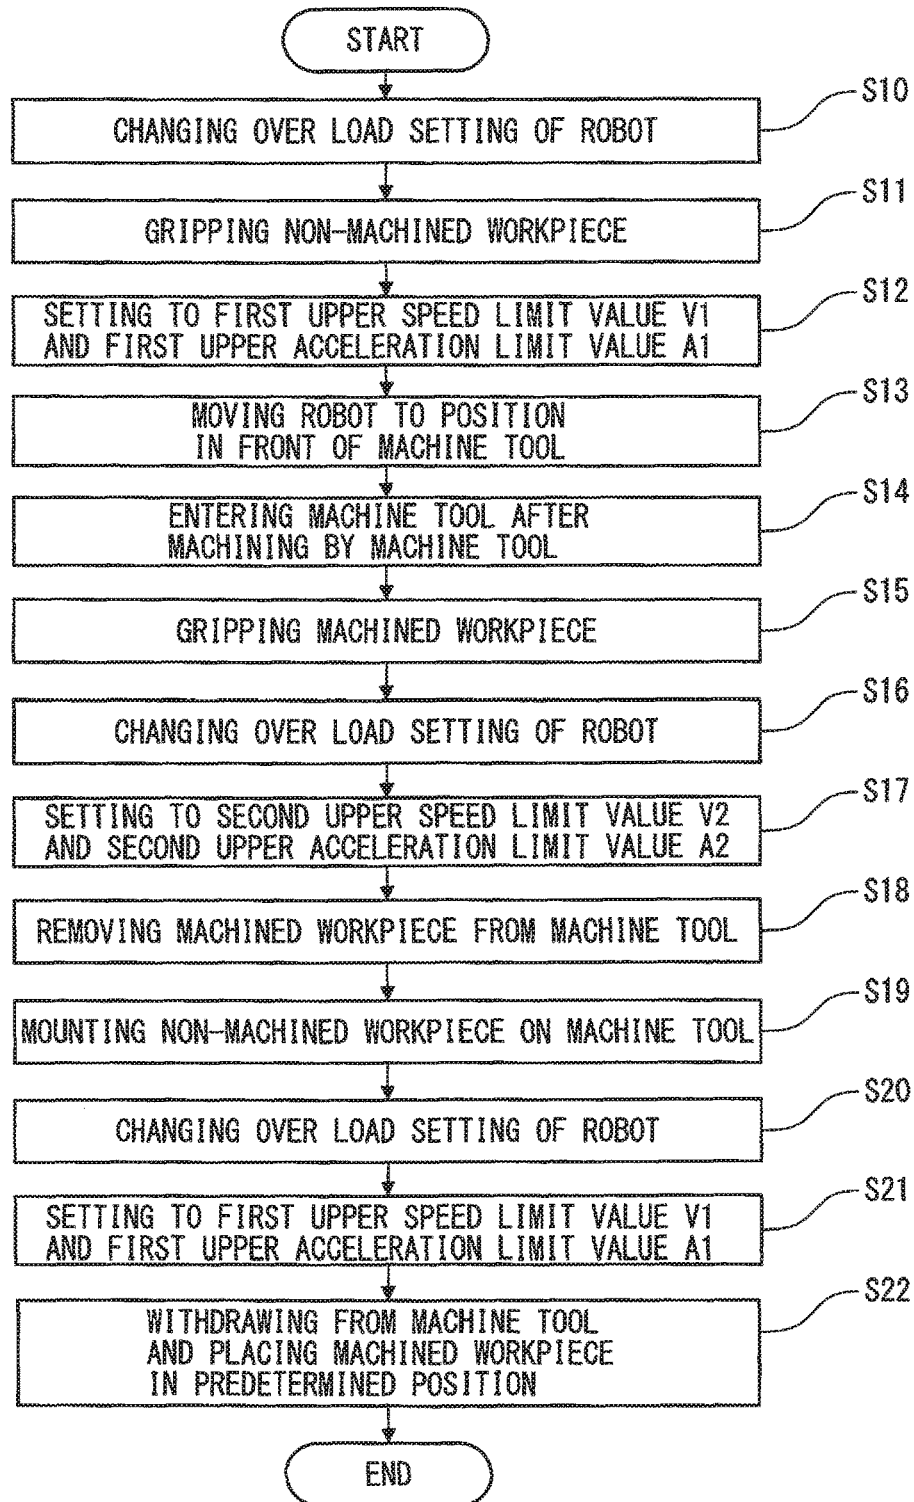 START
S10
CHANGING OVER LOAD SETTING OF ROBOT
S11
GRIPPING NON-MACHINED WORKPIECE
S12
SETTING TO FIRST UPPER SPEED LIMIT VALUE V1
AND FIRST UPPER ACCELERATION LIMIT VALUE A1
S13
MOVING ROBOT TO POSITION
IN FRONT OF MACHINE TOOL
S14
ENTERING MACHINE TOOL AFTER
MACHINING BY MACHINE TOOL
S15
GRIPPING MACHINED WORKPIECE
S16
CHANGING OVER LOAD SETTING OF ROBOT
S17
SETTING TO SECOND UPPER SPEED LIMIT VALUE V2
AND SECOND UPPER ACCELERATION LIMIT VALUE A2
S18
REMOVING MACHINED WORKPIECE FROM MACHINE TOOL
S19
MOUNTING NON-MACHINED WORKPIECE ON MACHINE TOOL
S20
CHANGING OVER LOAD SETTING OF ROBOT
S21
SETTING TO FIRST UPPER SPEED LIMIT VALUE V1
AND FIRST UPPER ACCELERATION LIMIT VALUE A1
S22
WITHDRAWING FROM MACHINE TOOL
AND PLACING MACHINED WORKPIECE
IN PREDETERMINED POSITION
END